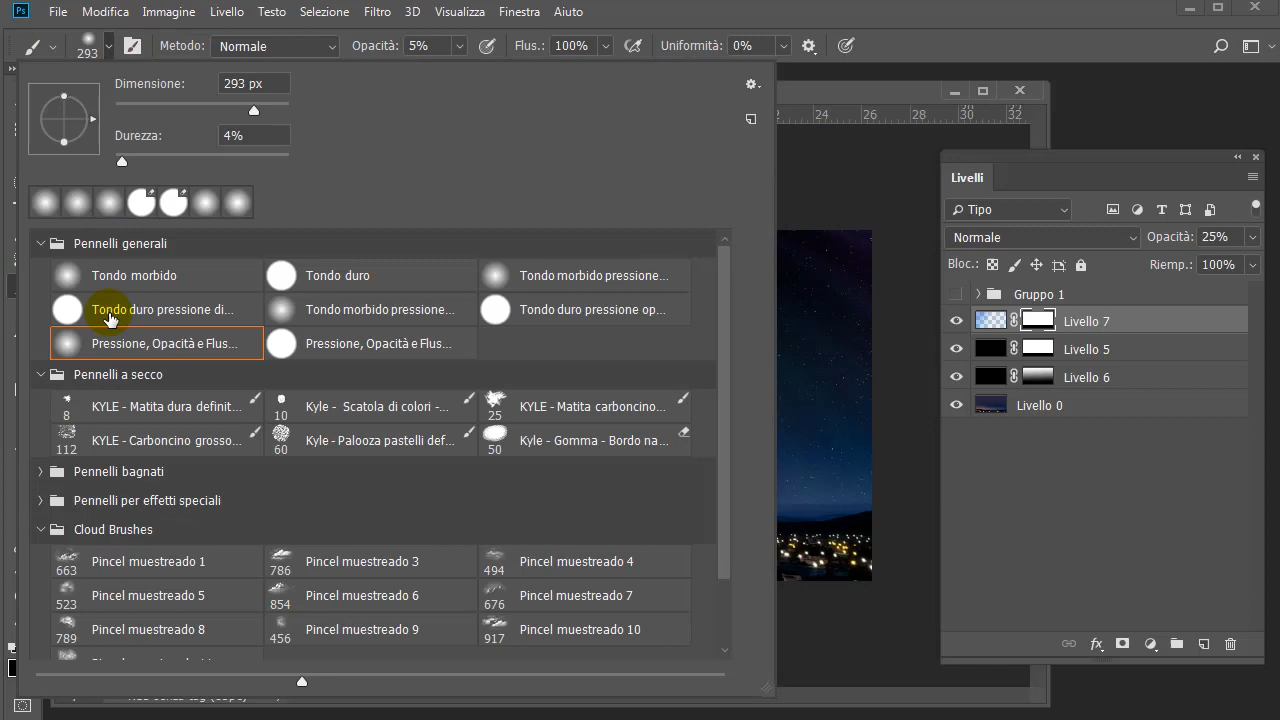 Ps File Modifica Immagine Livello Testo Selezione Filtro 3D Visualizza Finestra Aiuto
293 Metodo: Normale Opacità: 5% Flus.: 100% Uniformità: 0%
Dimensione: 293 px
Durezza: 4%
24 26 28 30 32
Pennelli generali
Tondo morbido Tondo duro Tondo morbido pressione...
Tondo duro pressione di... Tondo morbido pressione... Tondo duro pressione op...
Pressione, Opacità e Flus... Pressione, Opacità e Flus...
Pennelli a secco
8 KYLE - Matita dura definit... 10 Kyle - Scatola di colori -... 25 KYLE - Matita carboncino...
112 KYLE - Carboncino grosso... 60 Kyle - Palooza pastelli def... 50 Kyle - Gomma - Bordo na...
Pennelli bagnati
Pennelli per effetti speciali
Cloud Brushes
663 Pincel muestreado 1 786 Pincel muestreado 3 494 Pincel muestreado 4
523 Pincel muestreado 5 854 Pincel muestreado 6 676 Pincel muestreado 7
789 Pincel muestreado 8 456 Pincel muestreado 9 917 Pincel muestreado 10
Livelli
Tipo
Normale Opacità: 25%
Bloc.: Riemp.: 100%
Gruppo 1
Livello 7
Livello 5
Livello 6
Livello 0